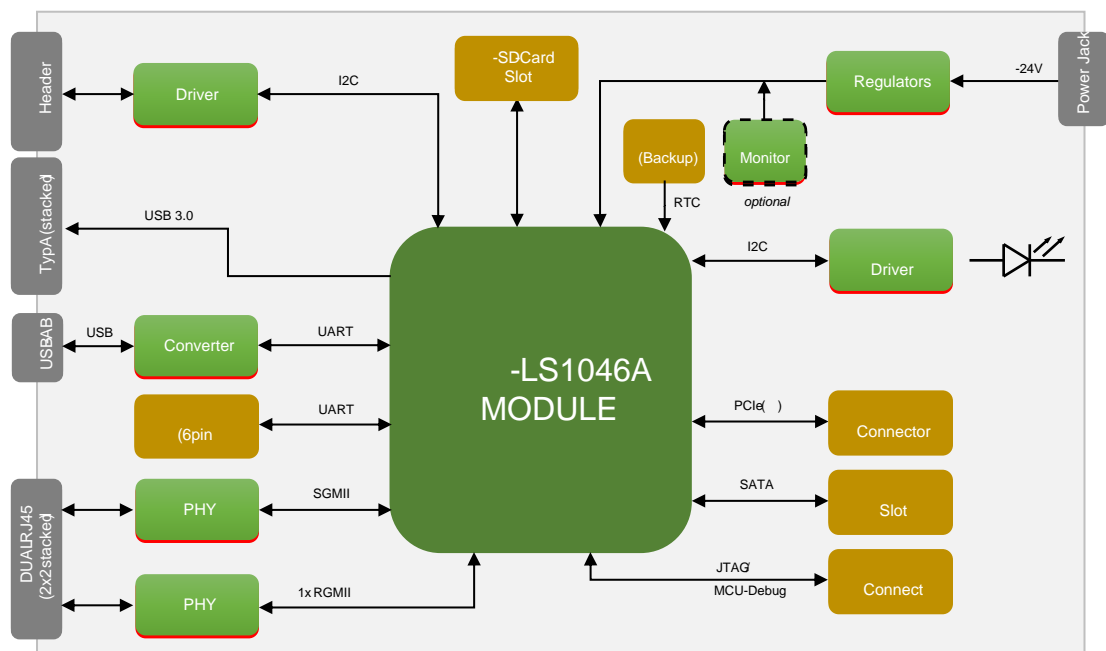 -SDCard
Slot
Header
Driver
I2C
Regulators
-24V
Power Jack
(Backup)
Monitor
optional
RTC
TypA(stacked)
USB 3.0
I2C
Driver
USBAB
USB
Converter
UART
-LS1046A
MODULE
(6pin
UART
PCIe( )
Connector
DUALRJ45
(2x2stacked)
PHY
SGMII
SATA
Slot
PHY
1x RGMII
JTAG/
MCU-Debug
Connect